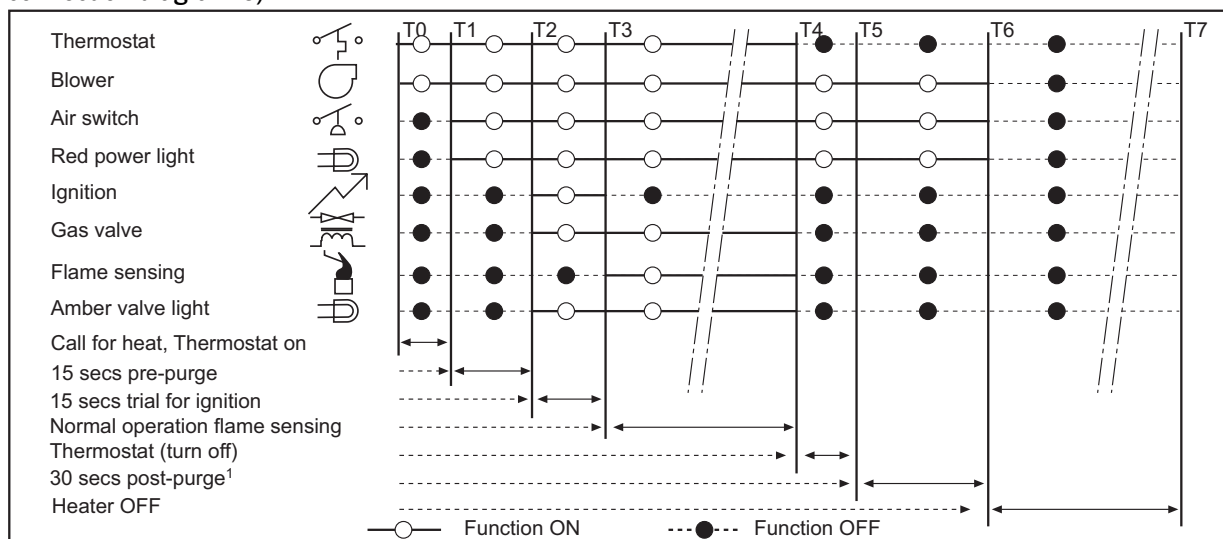 T0 T1 T2 T3 T4 T5 T6 T7
Thermostat
Blower
Air switch
Red power light
Ignition
Gas valve
Flame sensing
Amber valve light
Call for heat, Thermostat on
15 secs pre-purge
15 secs trial for ignition
Normal operation flame sensing
Thermostat (turn off)
30 secs post-purge¹
Heater OFF
Function ON Function OFF